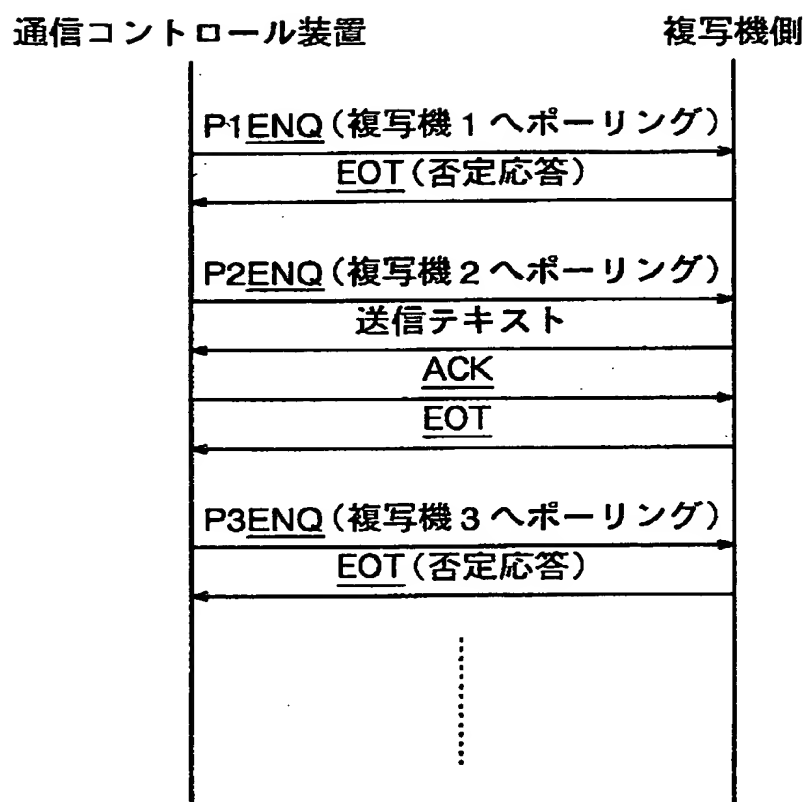 通信コントロール装置
複写機側
P1ENQ(複写機1へポーリング)
EOT(否定応答)
P2ENQ(複写機2へポーリング)
送信テキスト
ACK
EOT
P3ENQ(複写機3へポーリング)
EOT(否定応答)